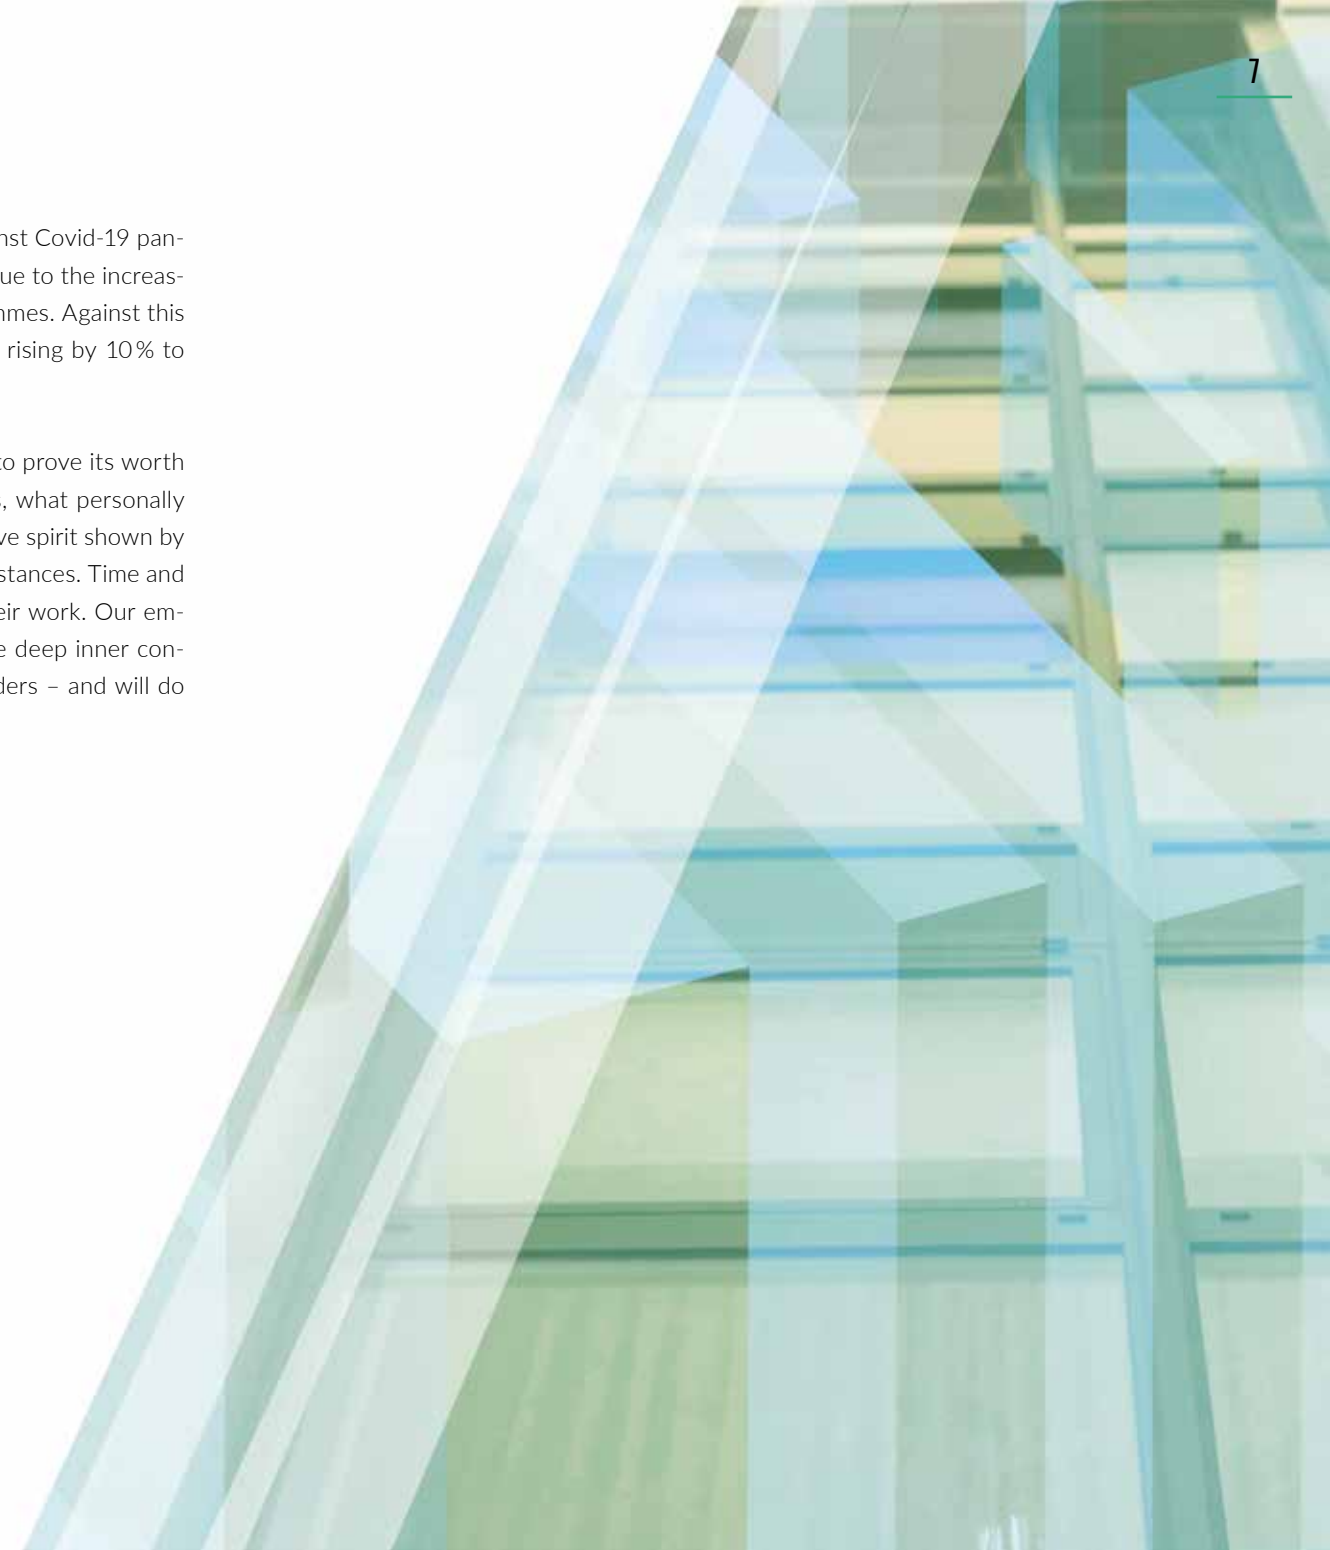 7
nst Covid-19 pan-
ue to the increas-
mmes. Against this
rising by 10% to
to prove its worth
s, what personally
ve spirit shown by
stances. Time and
eir work. Our em-
e deep inner con-
ders – and will do